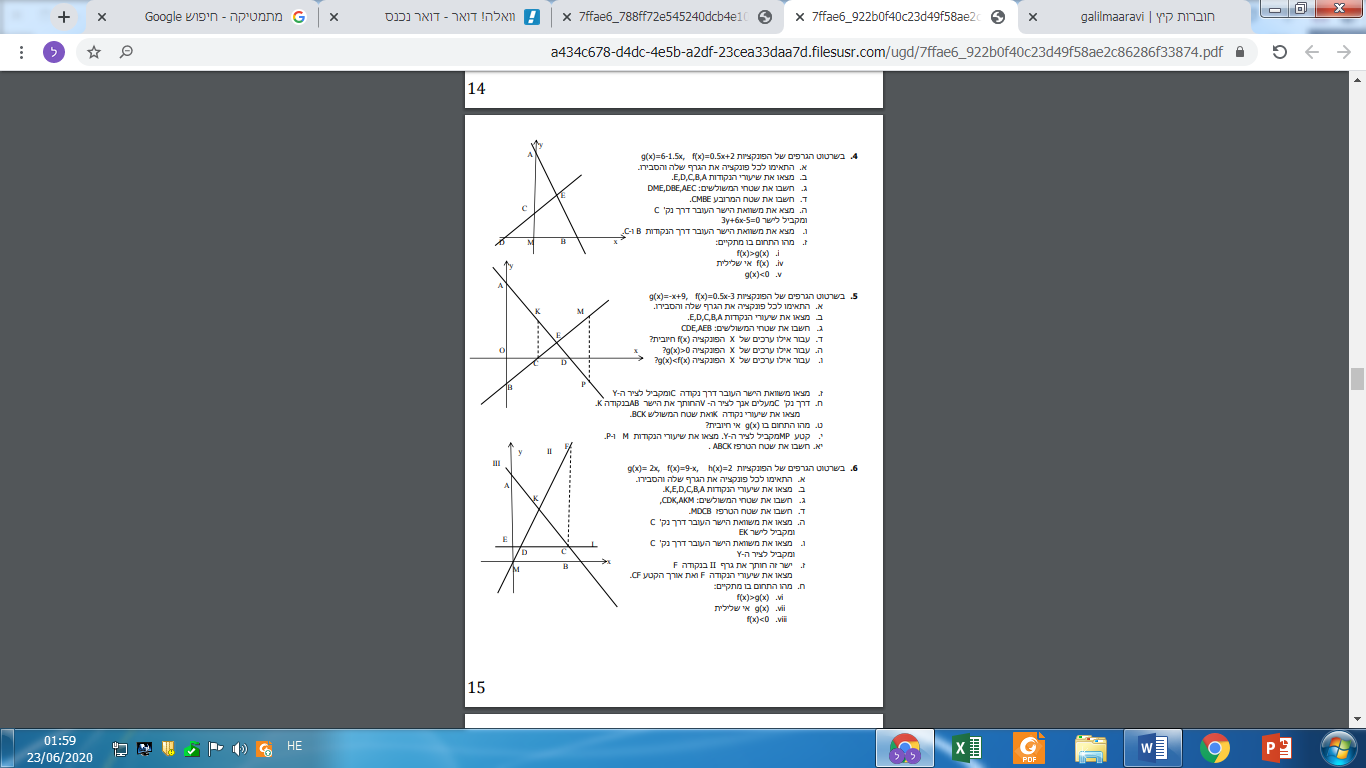 מתמטיקה - חיפוש Google
וואלה! דואר - דואר נכנס
7ffae6_788ff72e545240dcb4e10
7ffae6_922b0f40c23d49f58ae2c
חוברות קיץ | galilmaaravi
a434c678-d4dc-4e5b-a2df-23cea33daa7d.filesusr.com/ugd/7ffae6_922b0f40c23d49f58ae2c86286f33874.pdf
14
4. בשרטוט הגרפים של הפונקציות g(x)=6-1.5x, f(x)=0.5x+2
א. התאימו לכל פונקציה את הגרף שלה והסבירו.
ב. מצאו את שיעורי הנקודות E,D,C,B,A.
ג. חשבו את שטחי המשולשים: DME,DBE,AEC
ד. חשבו את שטח המרובע CMBE.
ה. מצא את משוואת הישר העובר דרך נק' C
ומקביל לישר 3y+6x-5=0
ו. מצא את משוואת הישר העובר דרך הנקודות B ו-C.
ז. מהו התחום בו מתקיים:
i. f(x)>g(x)
iv. f(x) אי שלילית
v. g(x)<0
y
A
E
C
D
M
B
x
5. בשרטוט הגרפים של הפונקציות g(x)=-x+9, f(x)=0.5x-3
א. התאימו לכל פונקציה את הגרף שלה והסבירו.
ב. מצאו את שיעורי הנקודות E,D,C,B,A.
ג. חשבו את שטחי המשולשים: CDE,AEB
ד. עבור אילו ערכים של X הפונקציה f(x) חיובית?
ה. עבור אילו ערכים של X הפונקציה g(x)>0?
ו. עבור אילו ערכים של X הפונקציה g(x)<f(x)?
ז. מצאו משוואת הישר העובר דרך נקודה C ומקביל לציר ה-Y
ח. דרך נק' C מעלים אנך לציר ה- V החותך את הישר AB בנקודה K.
מצאו את שיעורי נקודה K ואת שטח המשולש BCK.
ט. מהו התחום בו g(x) אי חיובית?
י. קטע MP מקביל לציר ה-Y. מצאו את שיעורי הנקודות M ו-P.
יא. חשבו את שטח הטרפז ABCK .
y
A
K
M
E
O
x
C
D
P
B
6. בשרטוט הגרפים של הפונקציות g(x)= 2x, f(x)=9-x, h(x)=2
א. התאימו לכל פונקציה את הגרף שלה והסבירו.
ב. מצאו את שיעורי הנקודות K,E,D,C,B,A.
ג. חשבו את שטחי המשולשים: CDK,AKM,
ד. חשבו את שטח הטרפז MDCB.
ה. מצאו את משוואת הישר העובר דרך נק' C
ומקביל לישר EK
ו. מצאו את משוואת הישר העובר דרך נק' C
ומקביל לציר ה-Y
ז. ישר זה חותך את גרף II בנקודה F
מצאו את שיעורי הנקודה F ואת אורך הקטע CF.
ח. מהו התחום בו מתקיים:
vi. f(x)>g(x)
vii. g(x) אי שלילית
viii. f(x)<0
y
II
F
III
A
K
E
D
C
I
M
B
x
15
01:59
23/06/2020
HE